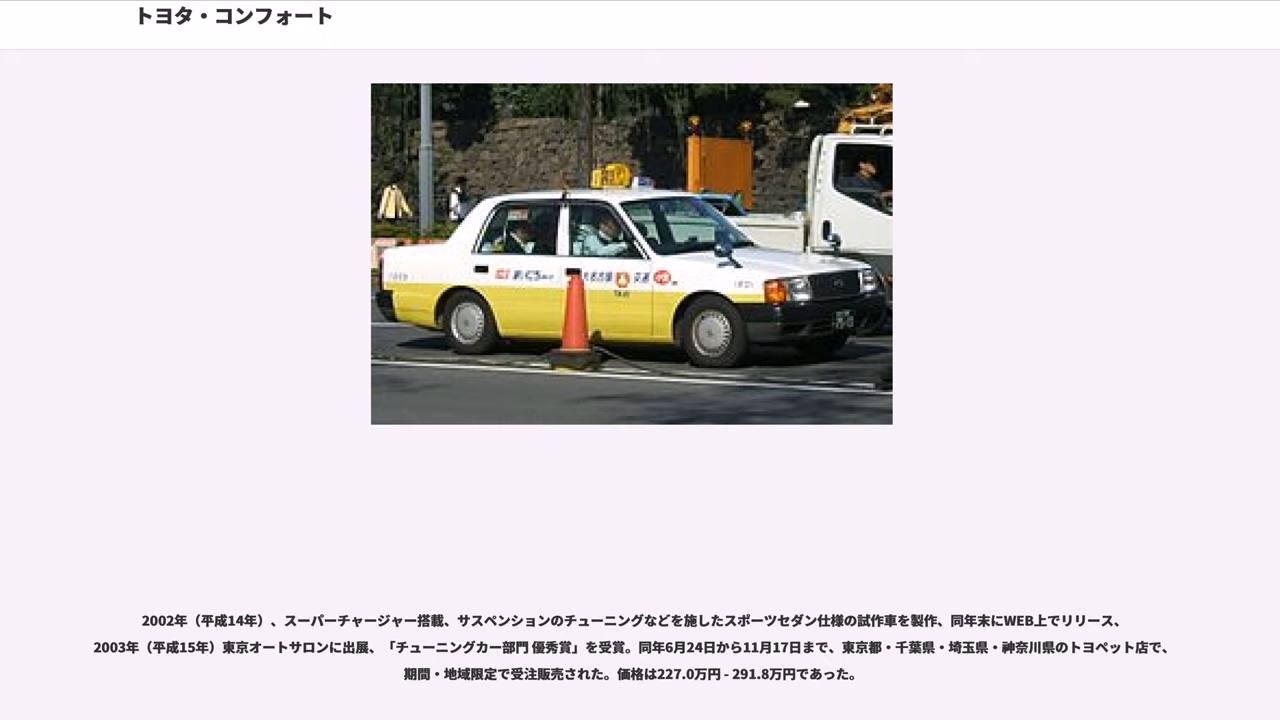 トヨタ・コンフォート
TAXI
2002年（平成14年）、スーパーチャージャー搭載、サスペンションのチューニングなどを施したスポーツセダン仕様の試作車を製作、同年末にWEB上でリリース、
2003年（平成15年）東京オートサロンに出展、「チューニングカー部門 優秀賞」を受賞。同年6月24日から11月17日まで、東京都・千葉県・埼玉県・神奈川県のトヨペット店で、
期間・地域限定で受注販売された。価格は227.0万円 - 291.8万円であった。